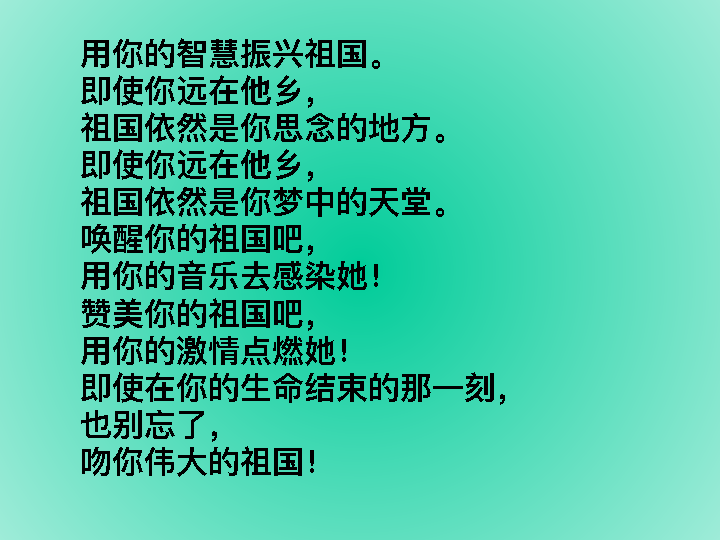 用你的智慧振兴祖国。
即使你远在他乡，
祖国依然是你思念的地方。
即使你远在他乡，
祖国依然是你梦中的天堂。
唤醒你的祖国吧，
用你的音乐去感染她！
赞美你的祖国吧，
用你的激情点燃她！
即使在你的生命结束的那一刻，
也别忘了，
吻你伟大的祖国！